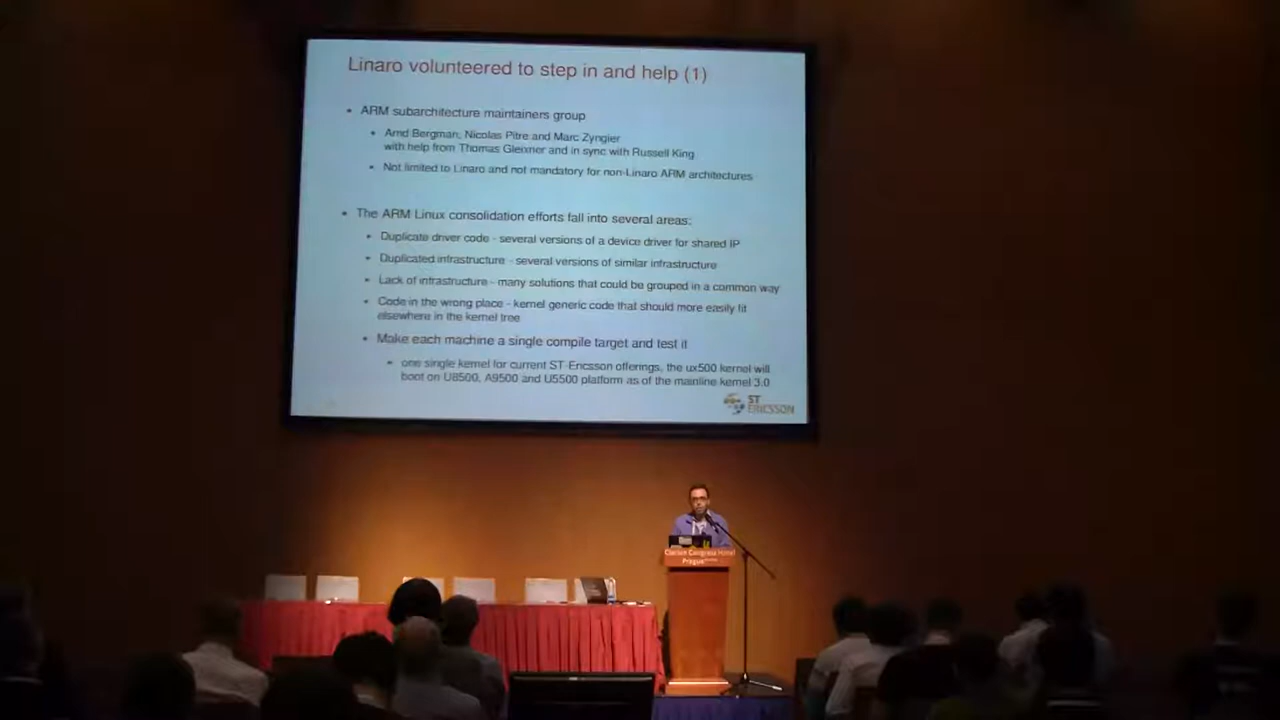 Linaro volunteered to step in and help (1)
• ARM subarchitecture maintainers group
• Arnd Bergman, Nicolas Pitre and Marc Zyngier
with help from Thomas Gleixner and in sync with Russell King
• Not limited to Linaro and not mandatory for non-Linaro ARM architectures
• The ARM Linux consolidation efforts fall into several areas:
• Duplicate driver code - several versions of a device driver for shared IP
• Duplicated infrastructure - several versions of similar infrastructure
• Lack of infrastructure - many solutions that could be grouped in a common way
• Code in the wrong place - kernel generic code that should more easily fit
elsewhere in the kernel tree
• Make each machine a single compile target and test it
• one single kernel for current ST-Ericsson offerings, the ux500 kernel will
boot on U8500, A9500 and U5500 platform as of the mainline kernel 3.0
ST
ERICSSON
Clarion Congress Hotel
Prague